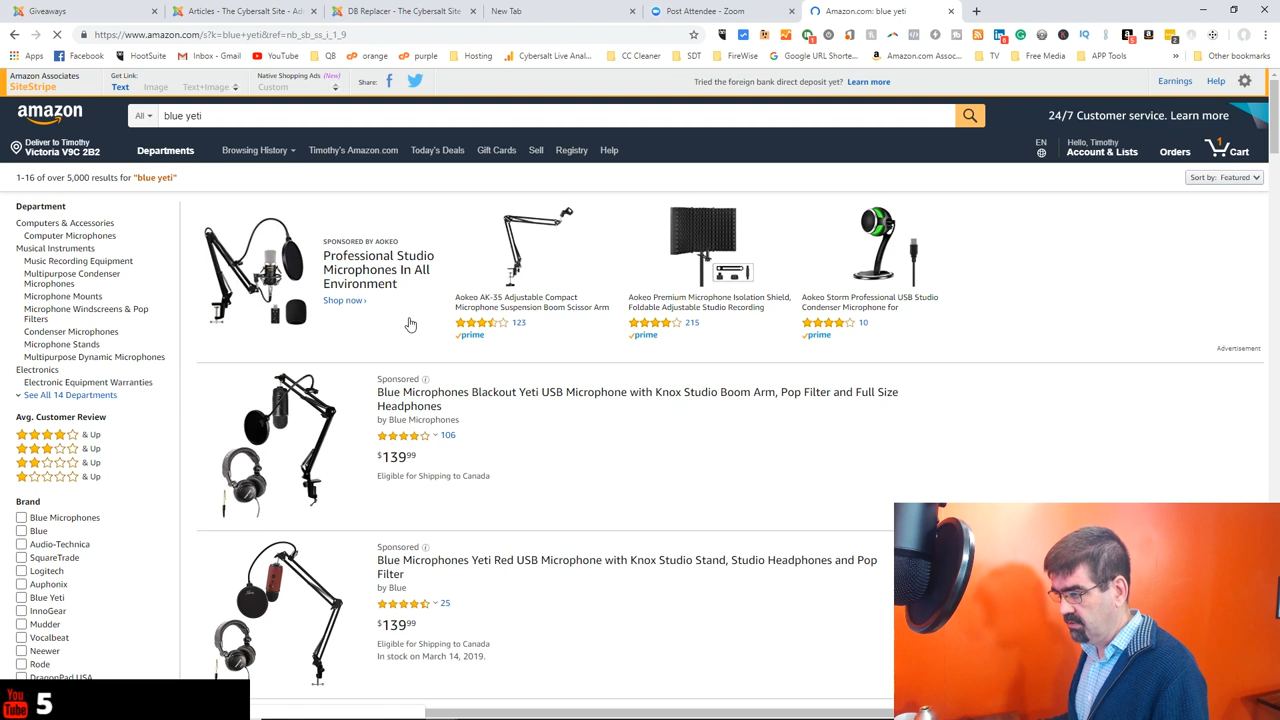 Giveaways
Articles - The Cybersalt Site - Ad
DB Replacer - The Cybersalt Site
New Tab
Post Attendee - Zoom
Amazon.com: blue yeti
https://www.amazon.com/s?k=blue+yeti&ref=nb_sb_ss_i_1_9
Apps
Facebook
HootSuite
Inbox - Gmail
YouTube
QB
orange
purple
Hosting
Cybersalt Live Anal...
CC Cleaner
SDT
FireWise
Google URL Shorte...
Amazon.com Assoc...
TV
Free Media
APP Tools
Other bookmarks
Amazon Associates
SiteStripe
Get Link:
Text
Image
Text+Image
Native Shopping Ads (New)
Custom
Share:
Tried the foreign bank direct deposit yet? Learn more
Earnings
Help
amazon
All
blue yeti
24/7 Customer service. Learn more
Deliver to Timothy
Victoria V9C 2B2
Departments
Browsing History
Timothy's Amazon.com
Today's Deals
Gift Cards
Sell
Registry
Help
EN
Hello, Timothy
Account & Lists
Orders
1
Cart
1-16 of over 5,000 results for "blue yeti"
Sort by: Featured
Department
Computers & Accessories
Computer Microphones
Musical Instruments
Music Recording Equipment
Multipurpose Condenser
Microphones
Microphone Mounts
Microphone Windscreens & Pop
Filters
Condenser Microphones
Microphone Stands
Multipurpose Dynamic Microphones
Electronics
Electronic Equipment Warranties
See All 14 Departments
Avg. Customer Review
& Up
& Up
& Up
& Up
Brand
Blue Microphones
Blue
Audio-Technica
SquareTrade
Logitech
Auphonix
Blue Yeti
InnoGear
Mudder
Vocalbeat
Neewer
Rode
DragonPad USA
SPONSORED BY AOKEO
Professional Studio
Microphones In All
Environment
Shop now ›
Aokeo AK-35 Adjustable Compact
Microphone Suspension Boom Scissor Arm
123
prime
Aokeo Premium Microphone Isolation Shield,
Foldable Adjustable Studio Recording
215
prime
Aokeo Storm Professional USB Studio
Condenser Microphone for
10
prime
Advertisement
Sponsored
Blue Microphones Blackout Yeti USB Microphone with Knox Studio Boom Arm, Pop Filter and Full Size
Headphones
by Blue Microphones
106
$13999
Eligible for Shipping to Canada
Sponsored
Blue Microphones Yeti Red USB Microphone with Knox Studio Stand, Studio Headphones and Pop
Filter
by Blue
25
$13999
Eligible for Shipping to Canada
In stock on March 14, 2019.
You
Tube
5